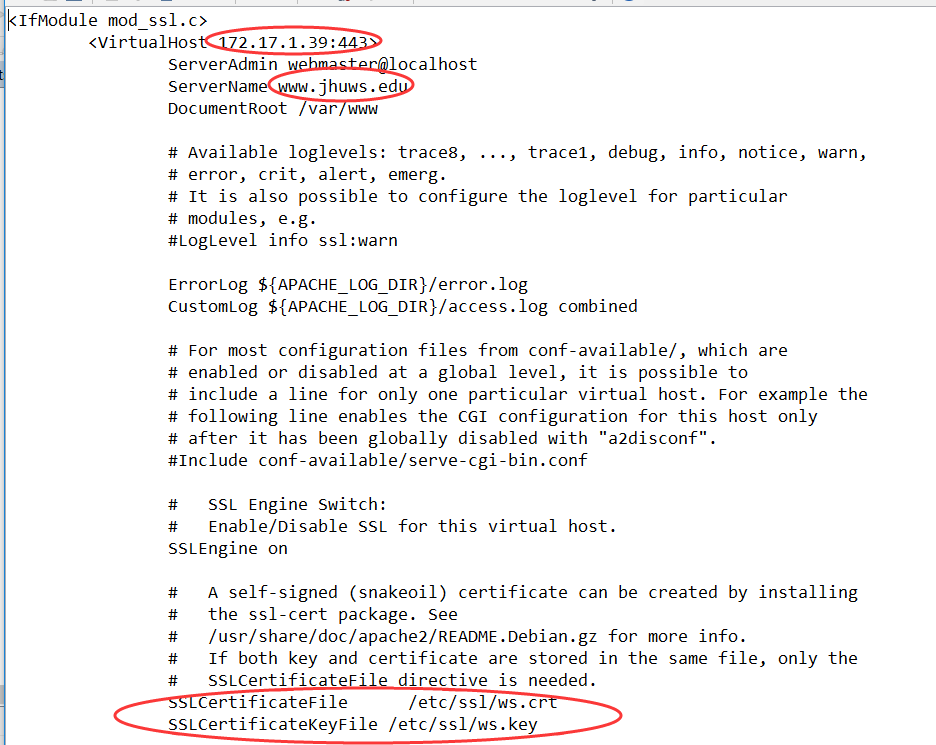 <IfModule mod_ssl.c>
<VirtualHost 172.17.1.39:443>
ServerAdmin webmaster@localhost
ServerName www.jhuws.edu
DocumentRoot /var/www
# Available loglevels: trace8, ..., trace1, debug, info, notice, warn,
# error, crit, alert, emerg.
# It is also possible to configure the loglevel for particular
# modules, e.g.
#LogLevel info ssl:warn
ErrorLog ${APACHE_LOG_DIR}/error.log
CustomLog ${APACHE_LOG_DIR}/access.log combined
# For most configuration files from conf-available/, which are
# enabled or disabled at a global level, it is possible to
# include a line for only one particular virtual host. For example the
# following line enables the CGI configuration for this host only
# after it has been globally disabled with "a2disconf".
#Include conf-available/serve-cgi-bin.conf
#   SSL Engine Switch:
#   Enable/Disable SSL for this virtual host.
SSLEngine on
#   A self-signed (snakeoil) certificate can be created by installing
#   the ssl-cert package. See
#   /usr/share/doc/apache2/README.Debian.gz for more info.
#   If both key and certificate are stored in the same file, only the
#   SSLCertificateFile directive is needed.
SSLCertificateFile      /etc/ssl/ws.crt
SSLCertificateKeyFile /etc/ssl/ws.key